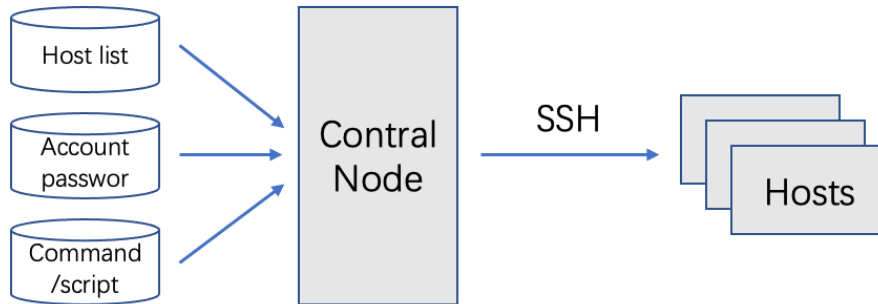 Host list
Account
passwor
Command
/script
Contral
Node
SSH
Hosts